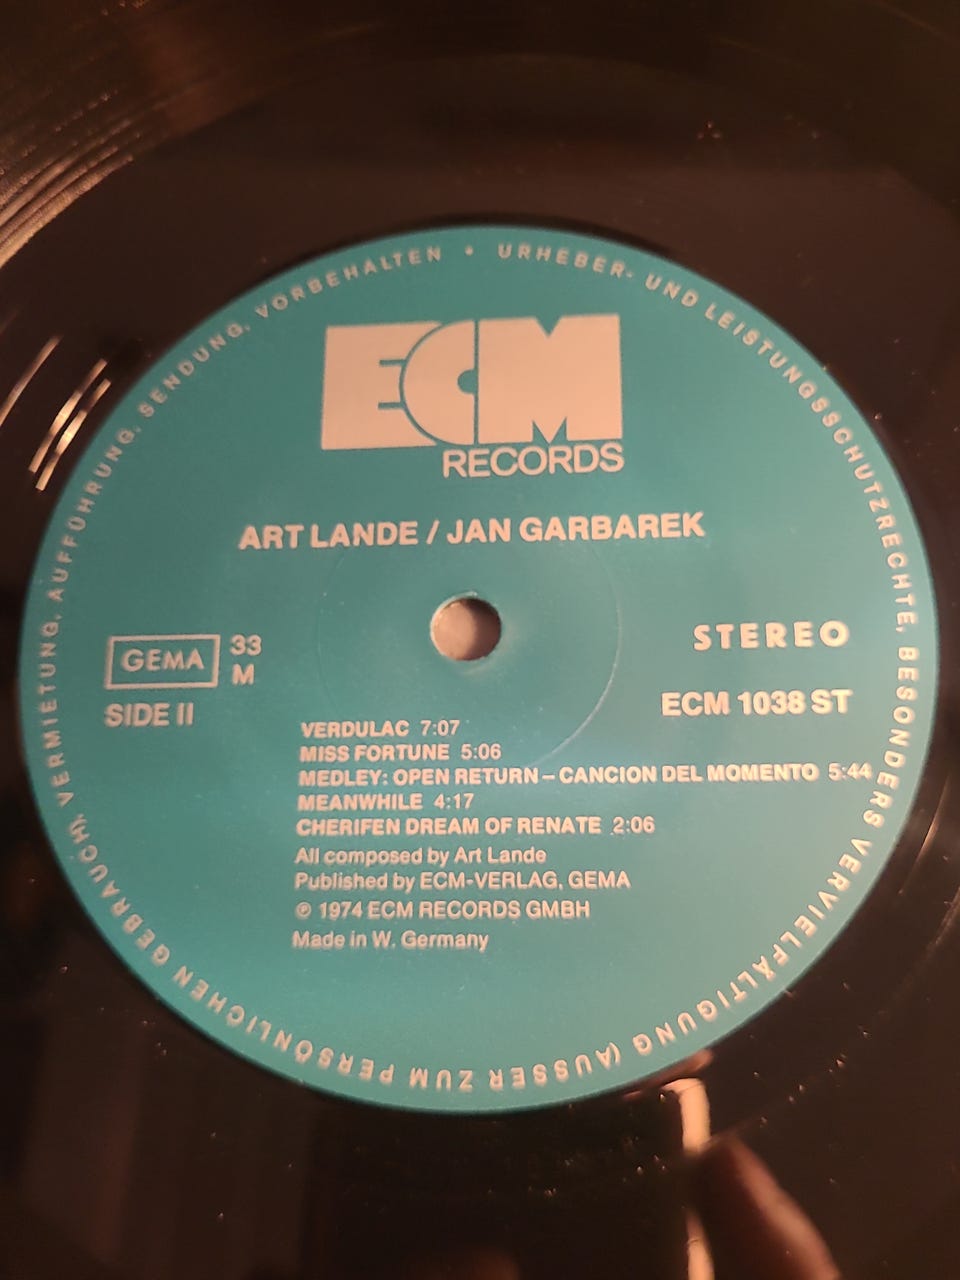 URHEBER- UND LEISTUNGSSCHUTZRECHTE, BESONDERS VERVIELFÄLTIGUNG (AUSSER ZUM PERSÖNLICHEN GEBRAUCH), VERMIETUNG, AUFFÜHRUNG, SENDUNG, VORBEHALTEN •
ECM
RECORDS
ART LANDE / JAN GARBAREK
GEMA
33
M
SIDE II
STEREO
ECM 1038 ST
VERDULAC 7:07
MISS FORTUNE 5:06
MEDLEY: OPEN RETURN – CANCION DEL MOMENTO 5:44
MEANWHILE 4:17
CHERIFEN DREAM OF RENATE 2:06
All composed by Art Lande
Published by ECM-VERLAG, GEMA
℗ 1974 ECM RECORDS GMBH
Made in W. Germany